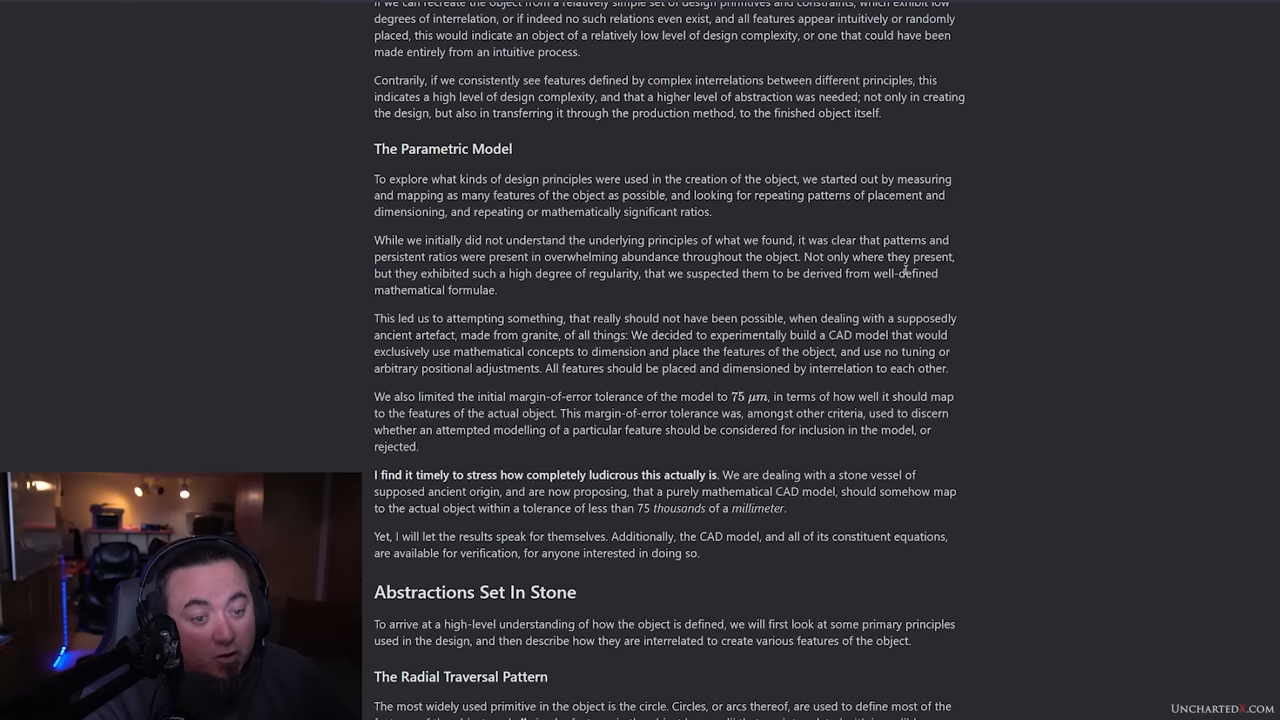 If we can recreate the object from a relatively simple set of design primitives and constraints, which exhibit low
degrees of interrelation, or if indeed no such relations even exist, and all features appear intuitively or randomly
placed, this would indicate an object of a relatively low level of design complexity, or one that could have been
made entirely from an intuitive process.
Contrarily, if we consistently see features defined by complex interrelations between different principles, this
indicates a high level of design complexity, and that a higher level of abstraction was needed; not only in creating
the design, but also in transferring it through the production method, to the finished object itself.
The Parametric Model
To explore what kinds of design principles were used in the creation of the object, we started out by measuring
and mapping as many features of the object as possible, and looking for repeating patterns of placement and
dimensioning, and repeating or mathematically significant ratios.
While we initially did not understand the underlying principles of what we found, it was clear that patterns and
persistent ratios were present in overwhelming abundance throughout the object. Not only where they present,
but they exhibited such a high degree of regularity, that we suspected them to be derived from well-defined
mathematical formulae.
This led us to attempting something, that really should not have been possible, when dealing with a supposedly
ancient artefact, made from granite, of all things: We decided to experimentally build a CAD model that would
exclusively use mathematical concepts to dimension and place the features of the object, and use no tuning or
arbitrary positional adjustments. All features should be placed and dimensioned by interrelation to each other.
We also limited the initial margin-of-error tolerance of the model to 75 μm, in terms of how well it should map
to the features of the actual object. This margin-of-error tolerance was, amongst other criteria, used to discern
whether an attempted modelling of a particular feature should be considered for inclusion in the model, or
rejected.
I find it timely to stress how completely ludicrous this actually is. We are dealing with a stone vessel of
supposed ancient origin, and are now proposing, that a purely mathematical CAD model, should somehow map
to the actual object within a tolerance of less than 75 thousands of a millimeter.
Yet, I will let the results speak for themselves. Additionally, the CAD model, and all of its constituent equations,
are available for verification, for anyone interested in doing so.
Abstractions Set In Stone
To arrive at a high-level understanding of how the object is defined, we will first look at some primary principles
used in the design, and then describe how they are interrelated to create various features of the object.
The Radial Traversal Pattern
The most widely used primitive in the object is the circle. Circles, or arcs thereof, are used to define most of the
UNCHARTEDX.COM